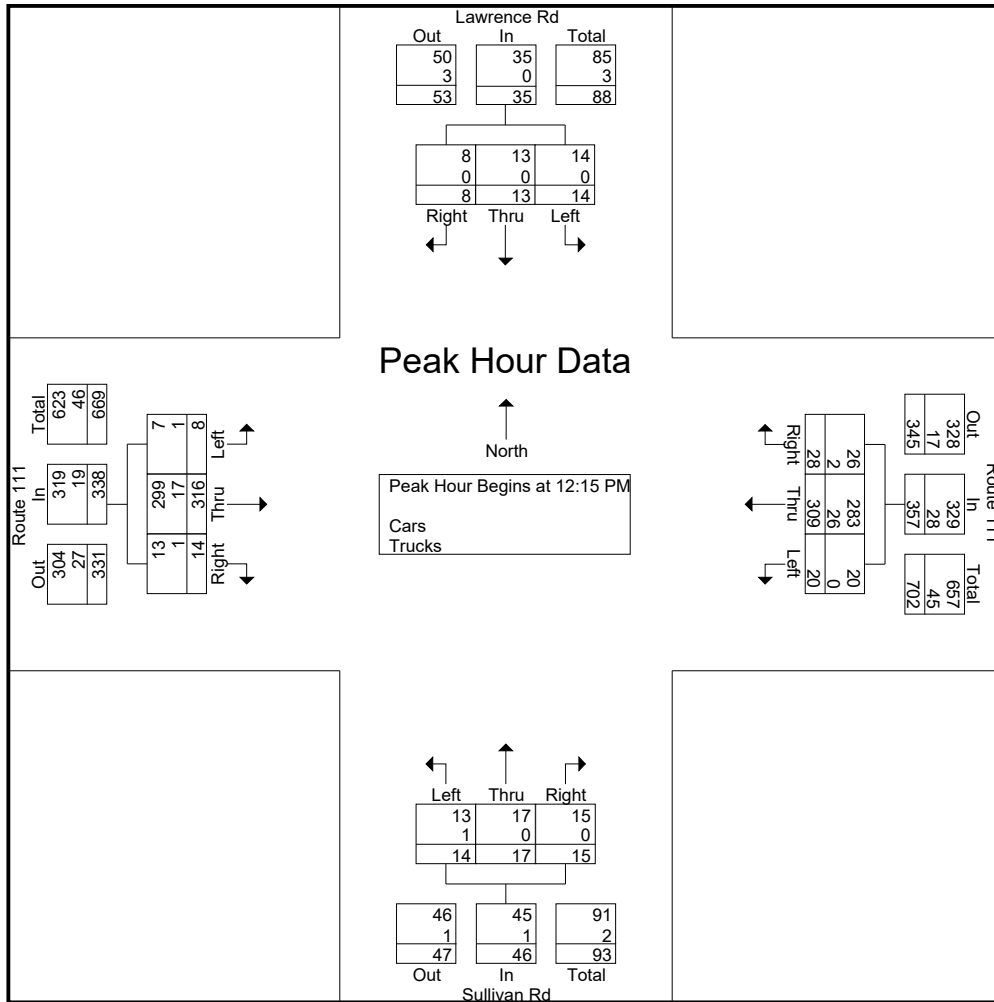 Lawrence Rd
Out In Total
50 35 85
3 0 3
53 35 88
8 13 14
0 0 0
8 13 14
Right Thru Left
Peak Hour Data
North
Peak Hour Begins at 12:15 PM
Cars
Trucks
Route 111
Total In Out
623 319 304
46 19 27
669 338 331
7 299 13
1 17 1
8 316 14
Left Thru Right
Route 111
Out In Total
328 329 657
17 28 45
345 357 702
26 283 20
2 26 0
28 309 20
Right Thru Left
Left Thru Right
13 17 15
1 0 0
14 17 15
46 45 91
1 1 2
47 46 93
Out In Total
Sullivan Rd